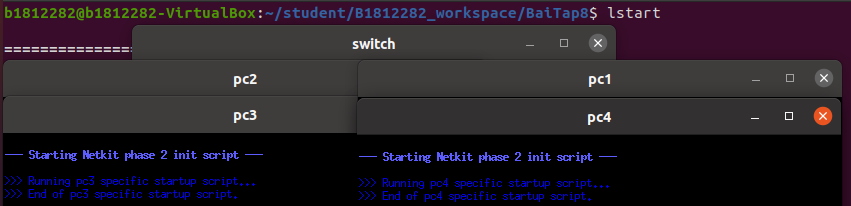 b1812282@b1812282-VirtualBox:~/student/B1812282_workspace/BaiTap8$ lstart
================
switch
pc2
pc1
pc3
pc4
── Starting Netkit phase 2 init script ──
>>> Running pc3 specific startup script...
>>> End of pc3 specific startup script.
── Starting Netkit phase 2 init script ──
>>> Running pc4 specific startup script...
>>> End of pc4 specific startup script.